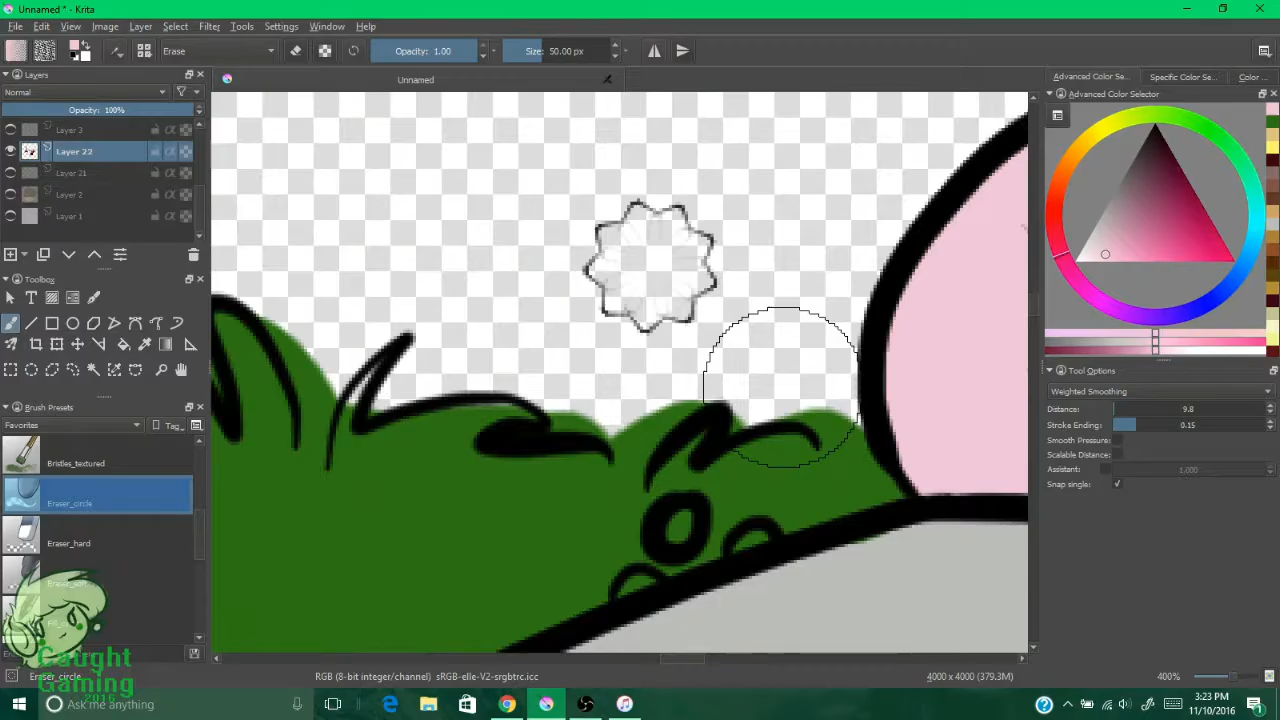 Unnamed * - Krita
File Edit View Image Layer Select Filter Tools Settings Window Help
Erase Opacity: 1.00 Size: 50.00 px
Layers
Unnamed
Advanced Color Se... Specific Color Se... Color ...
Normal
Advanced Color Selector
Opacity: 100%
Layer 3
Layer 22
Layer 21
Layer 2
Layer 1
Toolbox
Tool Options
Weighted Smoothing
Distance: 9.8
Brush Presets
Stroke Ending: 0.15
Favorites Tag...
Smooth Pressure:
Scalable Distance:
Bristles_textured
Assistant: 1.000
Snap single:
Eraser_circle
Eraser_hard
Caught
Gaming
2016
Eraser_circle
RGB (8-bit integer/channel) sRGB-elle-V2-srgbtrc.icc
4000 x 4000 (379.3M)
400%
Ask me anything
3:23 PM
11/10/2016